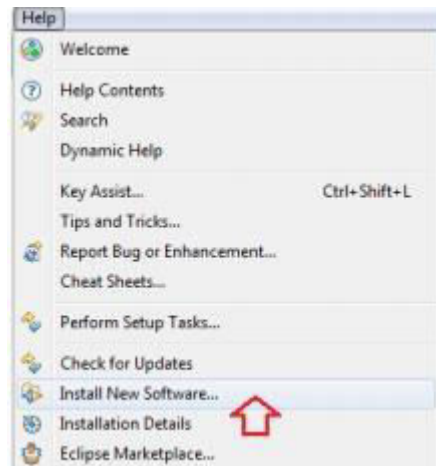 Help
Welcome
Help Contents
Search
Dynamic Help
Key Assist... Ctrl+Shift+L
Tips and Tricks...
Report Bug or Enhancement...
Cheat Sheets...
Perform Setup Tasks...
Check for Updates
Install New Software...
Installation Details
Eclipse Marketplace...